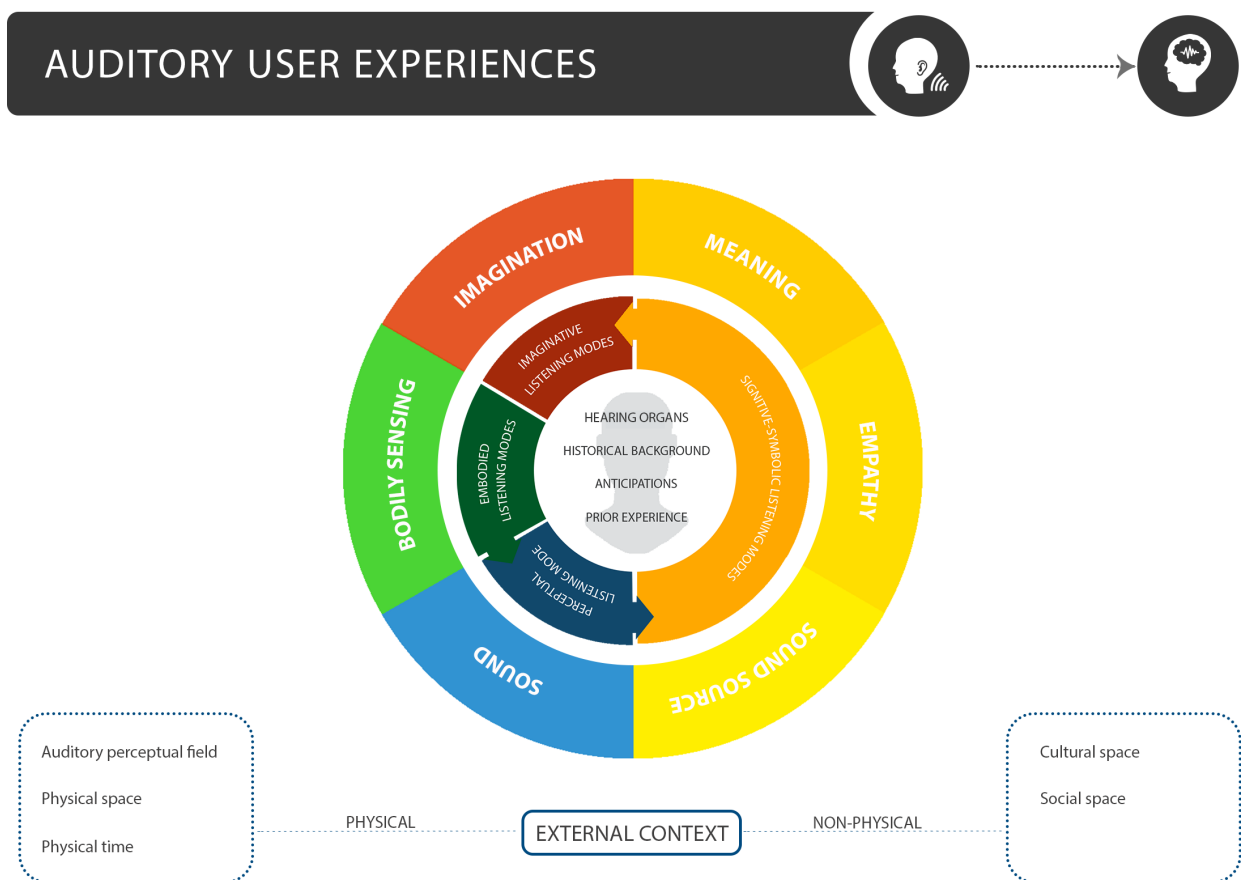 AUDITORY USER EXPERIENCES
IMAGINATION
MEANING
BODILY SENSING
EMPATHY
SOUND
SOUND SOURCE
IMAGINATIVE
LISTENING MODES
SIGNITIVE-SYMBOLIC LISTENING MODES
EMBODIED
LISTENING MODES
PERCEPTUAL
LISTENING MODE
HEARING ORGANS
HISTORICAL BACKGROUND
ANTICIPATIONS
PRIOR EXPERIENCE
Auditory perceptual field
Physical space
Physical time
PHYSICAL
EXTERNAL CONTEXT
NON-PHYSICAL
Cultural space
Social space